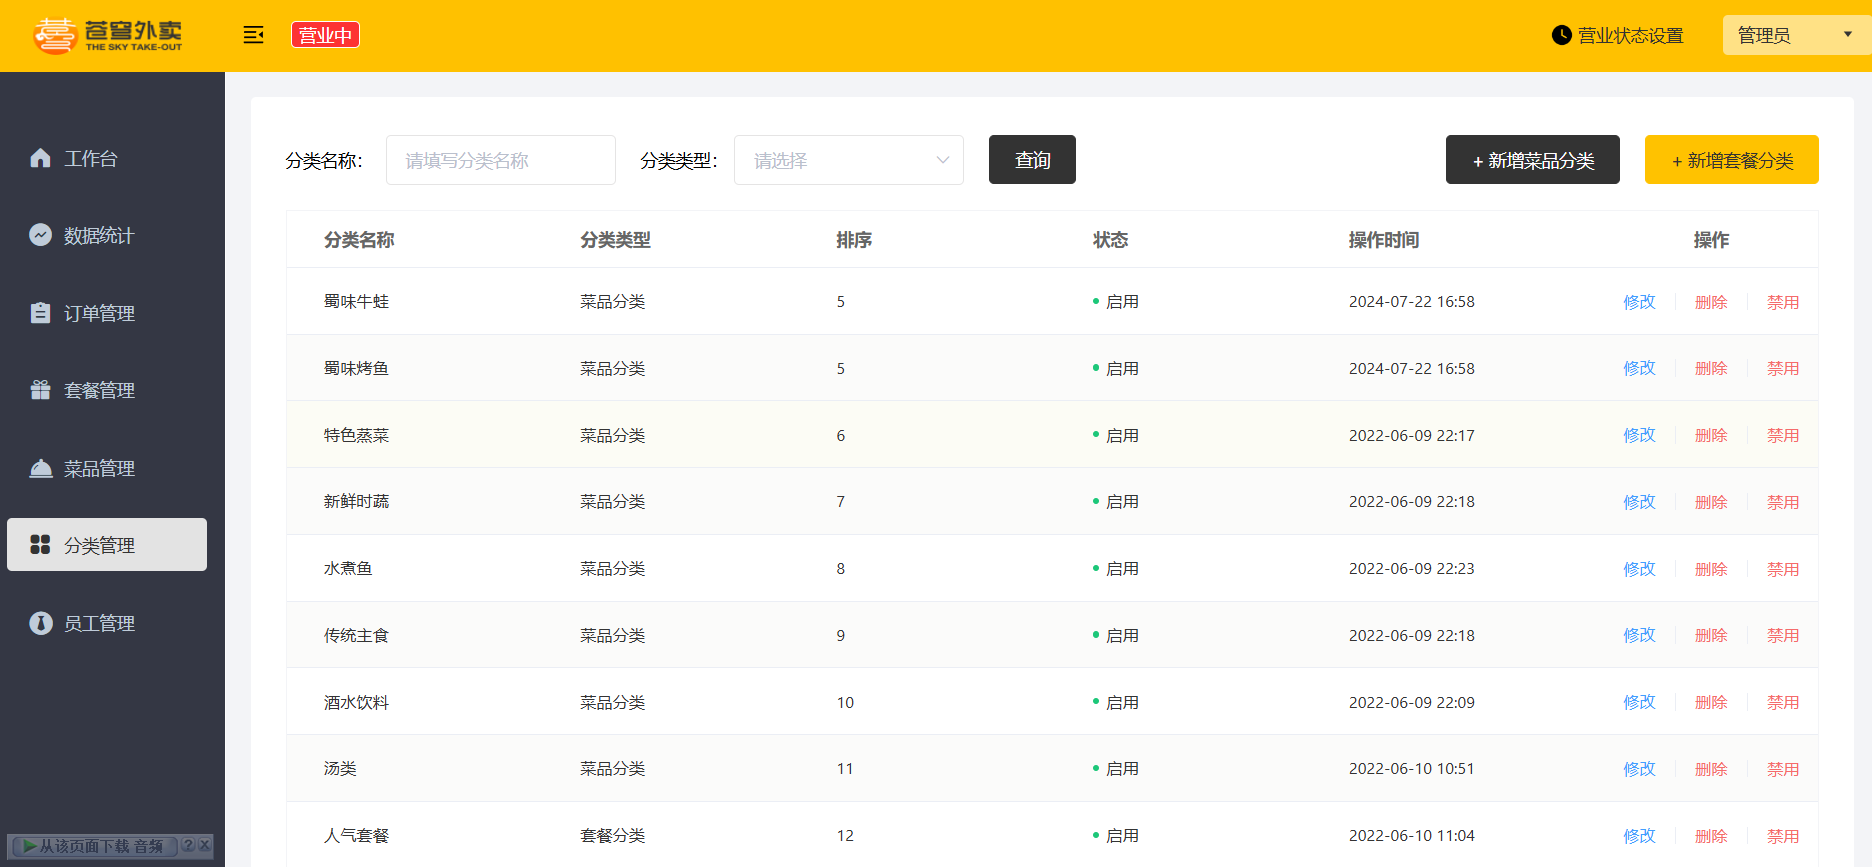 苍穹外卖
THE SKY TAKE-OUT
营业中
营业状态设置
管理员
工作台
数据统计
订单管理
套餐管理
菜品管理
分类管理
员工管理
从该页面下载 音频 ? X
分类名称: 请填写分类名称 分类类型: 请选择 查询 + 新增菜品分类 + 新增套餐分类
分类名称 分类类型 排序 状态 操作时间 操作
蜀味牛蛙 菜品分类 5 启用 2024-07-22 16:58 修改 删除 禁用
蜀味烤鱼 菜品分类 5 启用 2024-07-22 16:58 修改 删除 禁用
特色蒸菜 菜品分类 6 启用 2022-06-09 22:17 修改 删除 禁用
新鲜时蔬 菜品分类 7 启用 2022-06-09 22:18 修改 删除 禁用
水煮鱼 菜品分类 8 启用 2022-06-09 22:23 修改 删除 禁用
传统主食 菜品分类 9 启用 2022-06-09 22:18 修改 删除 禁用
酒水饮料 菜品分类 10 启用 2022-06-09 22:09 修改 删除 禁用
汤类 菜品分类 11 启用 2022-06-10 10:51 修改 删除 禁用
人气套餐 套餐分类 12 启用 2022-06-10 11:04 修改 删除 禁用